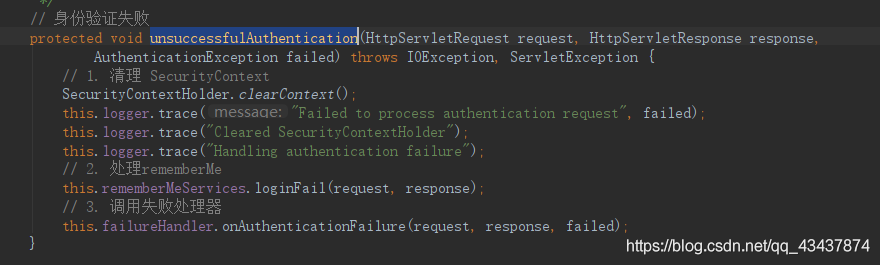 */
// 身份验证失败
protected void unsuccessfulAuthentication(HttpServletRequest request, HttpServletResponse response,
AuthenticationException failed) throws IOException, ServletException {
// 1. 清理 SecurityContext
SecurityContextHolder.clearContext();
this.logger.trace( message: "Failed to process authentication request", failed);
this.logger.trace("Cleared SecurityContextHolder");
this.logger.trace("Handling authentication failure");
// 2. 处理rememberMe
this.rememberMeServices.loginFail(request, response);
// 3. 调用失败处理器
this.failureHandler.onAuthenticationFailure(request, response, failed);
}
https://blog.csdn.net/qq_43437874